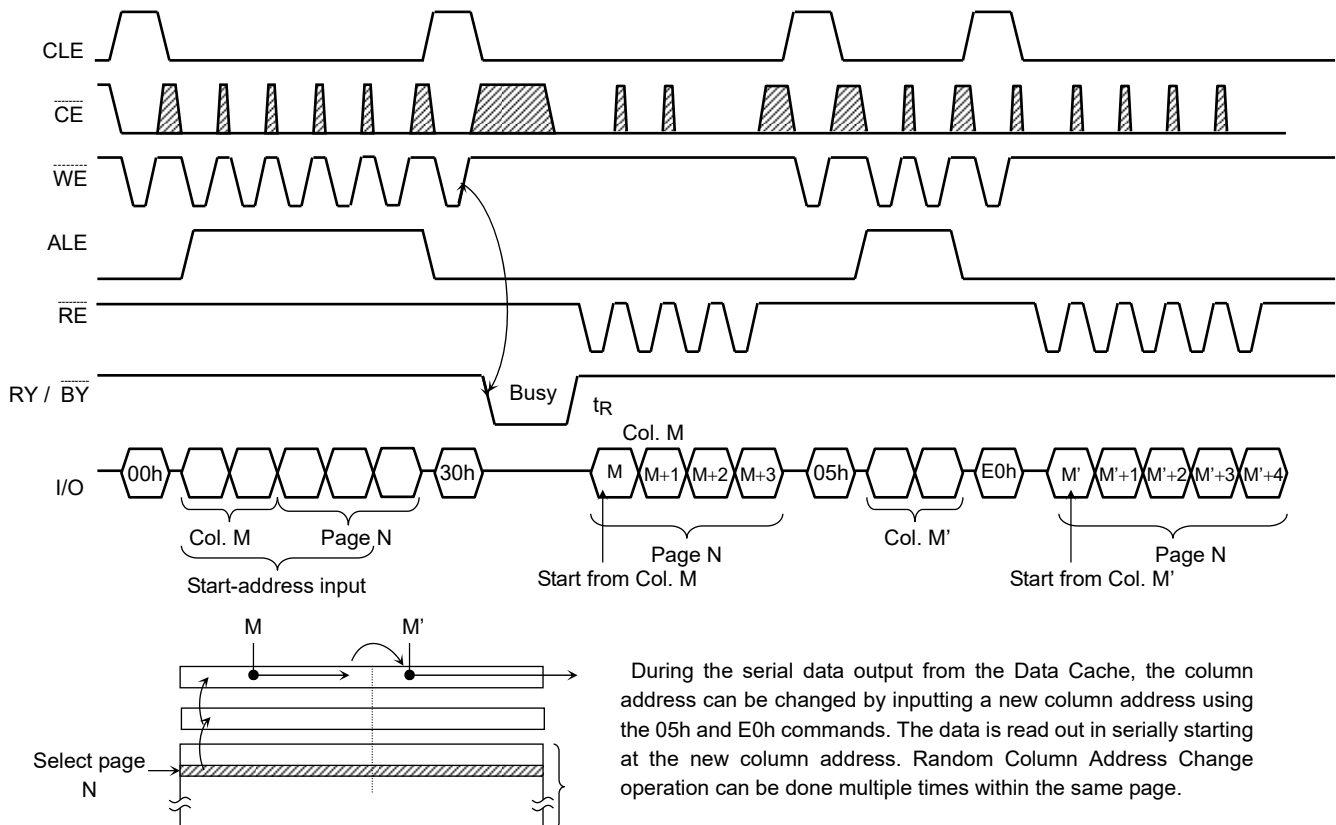 CLE
CE
WE
ALE
RE
RY / BY
Busy
tR
Col. M
I/O
00h
30h
M
M+1
M+2
M+3
05h
E0h
M'
M'+1
M'+2
M'+3
M'+4
Col. M
Page N
Page N
Col. M’
Page N
Start-address input
Start from Col. M
Start from Col. M’
M
M’
Select page
N
During the serial data output from the Data Cache, the column
address can be changed by inputting a new column address using
the 05h and E0h commands. The data is read out in serially starting
at the new column address. Random Column Address Change
operation can be done multiple times within the same page.